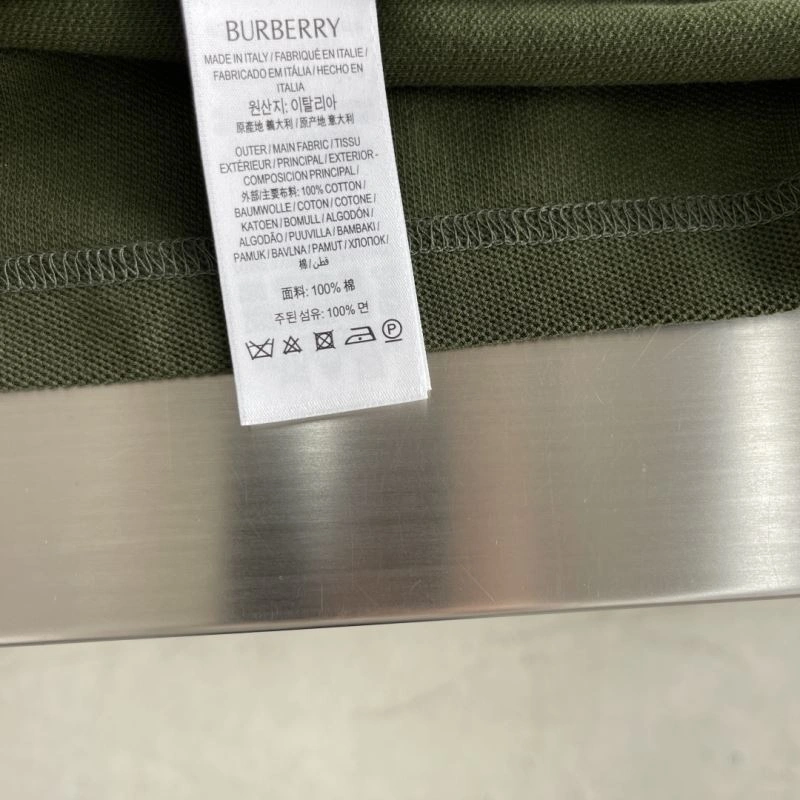 BURBERRY
MADE IN ITALY / FABRIQUÉ EN ITALIE /
FABRICADO EM ITÁLIA / HECHO EN
ITALIA
원산지: 이탈리아
原產地 義大利 / 原产地 意大利
OUTER / MAIN FABRIC / TISSU
EXTÉRIEUR / PRINCIPAL / EXTERIOR -
COMPOSICION PRINCIPAL /
外部/主要布料: 100% COTTON /
BAUMWOLLE / COTON / COTONE /
KATOEN / BOMULL / ALGODÓN /
ALGODÃO / PUUVILLA / BAMBAKI /
PAMUK / BAVLNA / PAMUT / ХЛОПОК /
棉 / قطن /
面料: 100% 棉
주된 섬유: 100% 면
P